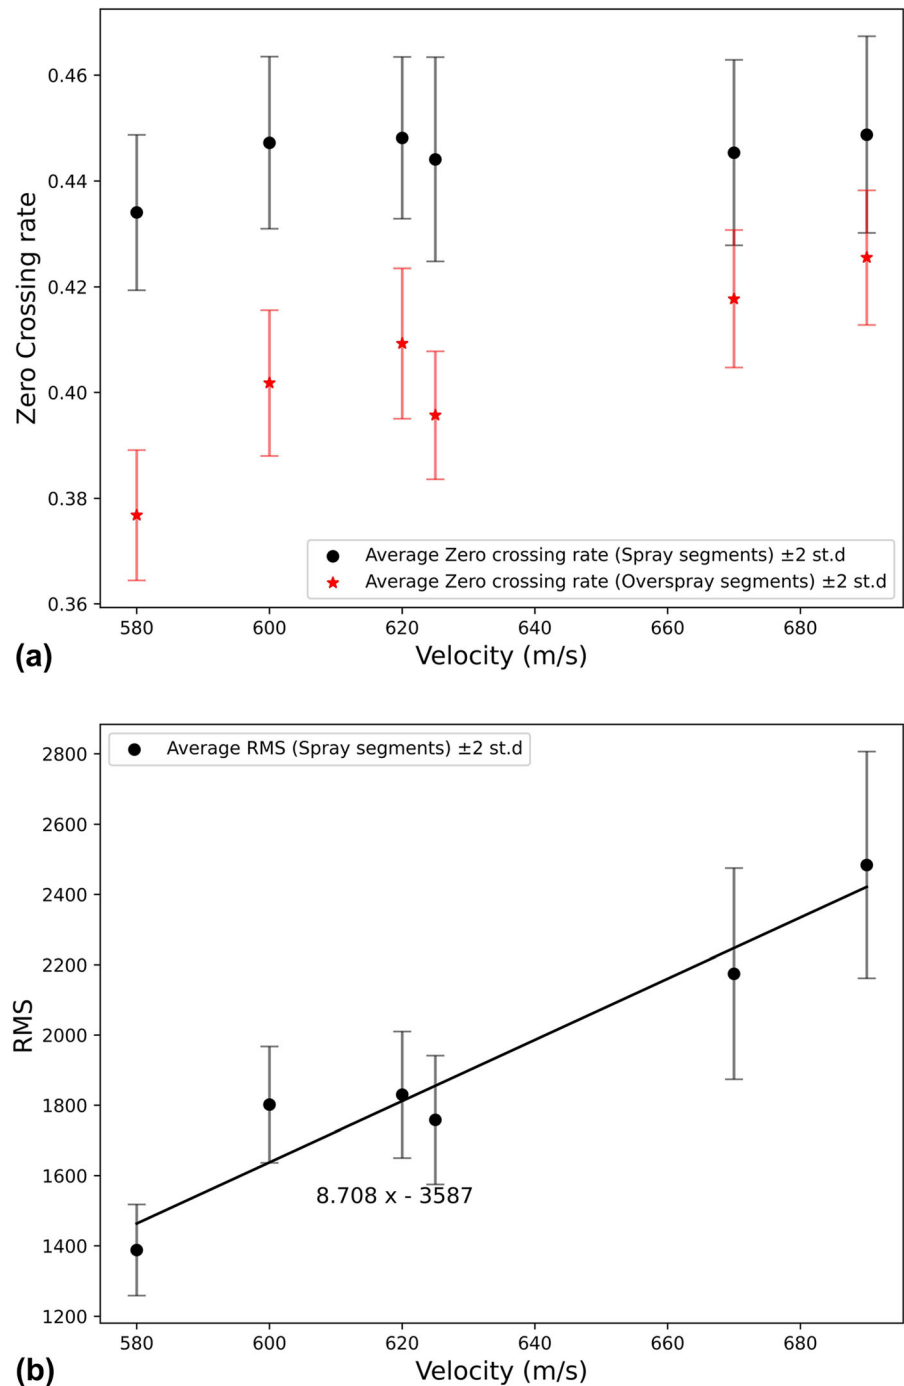 0.46
0.44
0.42
0.40
0.38
0.36
Zero Crossing rate
Average Zero crossing rate (Spray segments) ±2 st.d
Average Zero crossing rate (Overspray segments) ±2 st.d
580 600 620 640 660 680
Velocity (m/s)
(a)
2800
2600
2400
2200
2000
1800
1600
1400
1200
RMS
Average RMS (Spray segments) ±2 st.d
8.708 x - 3587
580 600 620 640 660 680
Velocity (m/s)
(b)